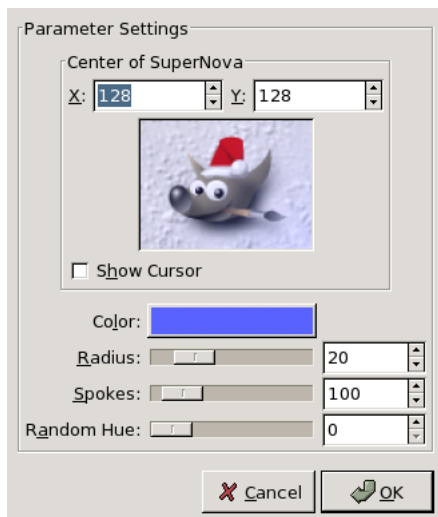 Parameter Settings
Center of SuperNova
X: 128 Y: 128
Show Cursor
Color:
Radius: 20
Spokes: 100
Random Hue: 0
Cancel OK